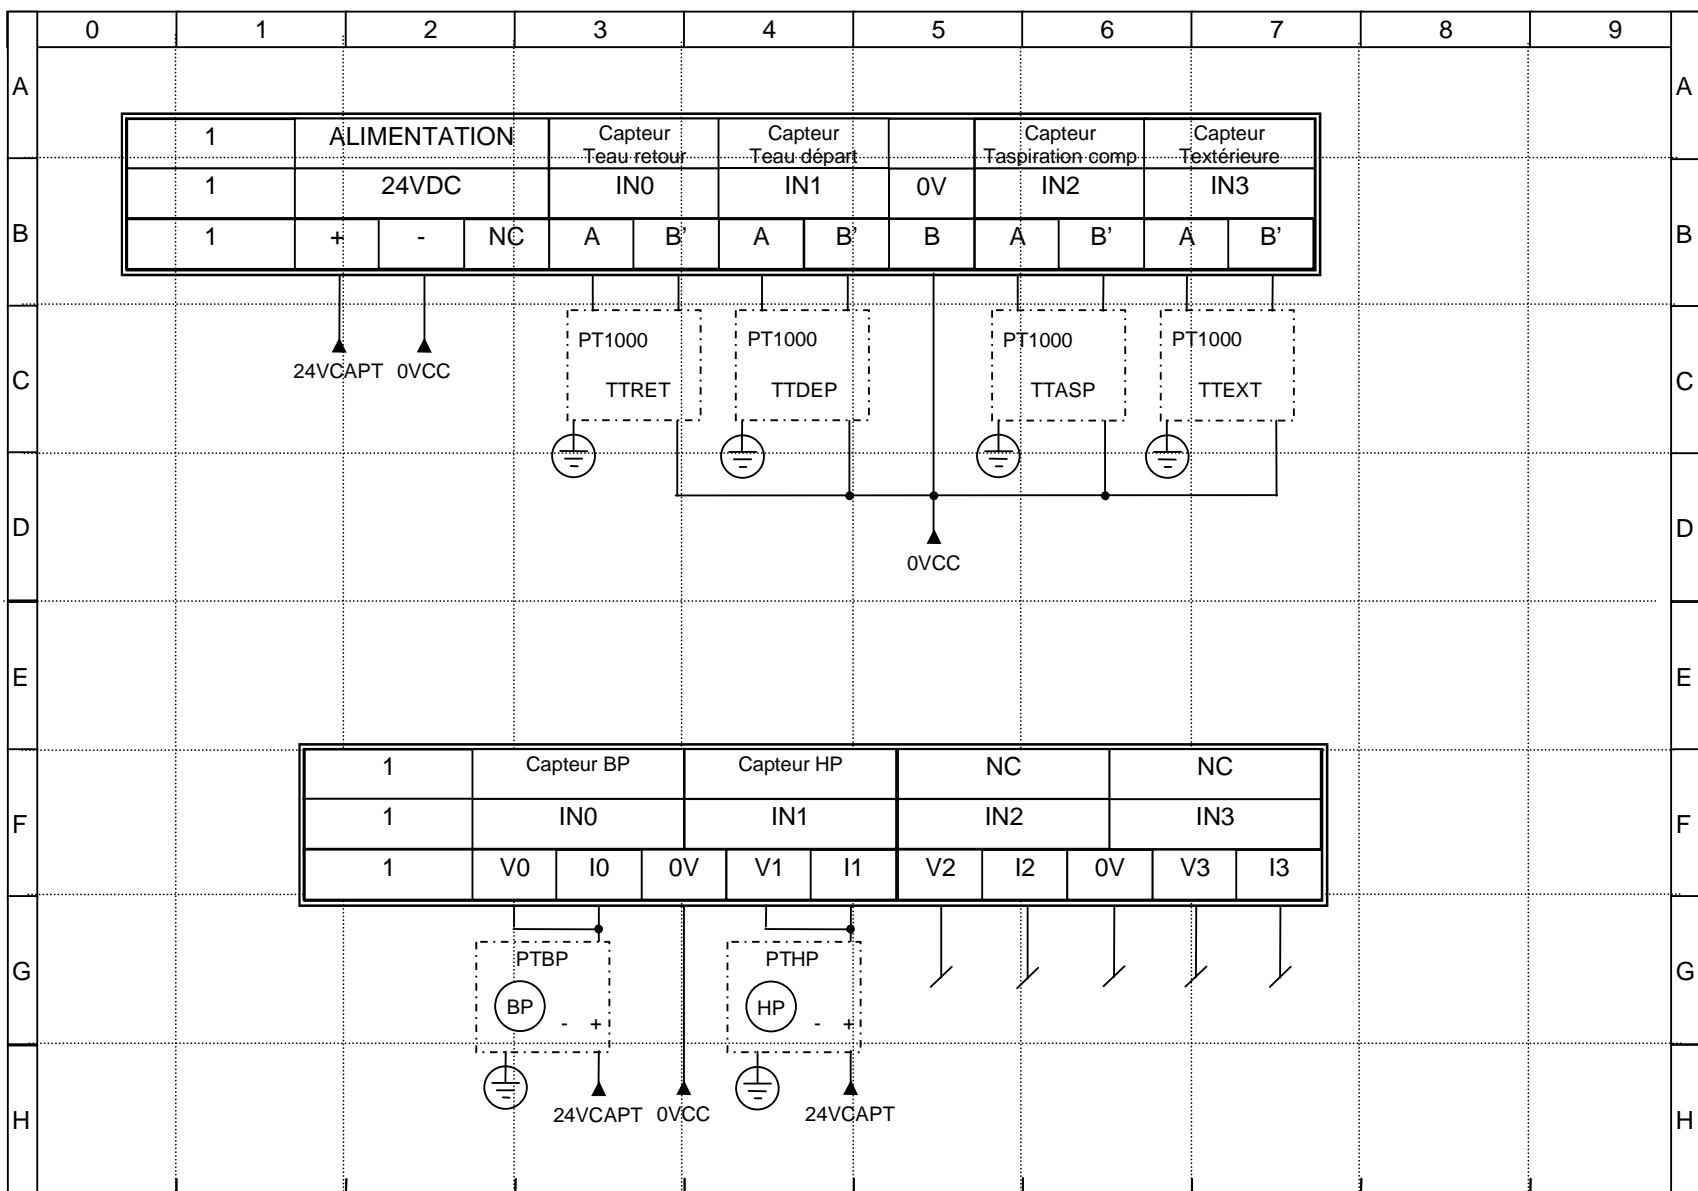 0 1 2 3 4 5 6 7 8 9
A A
1 ALIMENTATION Capteur Capteur Capteur Capteur
Teau retour Teau départ Taspiration comp Textérieure
1 24VDC IN0 IN1 0V IN2 IN3
B 1 + - NC A B’ A B’ B A B’ A B’ B
PT1000 PT1000 PT1000 PT1000
24VCAPT 0VCC
C TTRET TTDEP TTASP TTEXT C
D D
0VCC
E E
1 Capteur BP Capteur HP NC NC
F 1 IN0 IN1 IN2 IN3 F
1 V0 I0 0V V1 I1 V2 I2 0V V3 I3
PTBP PTHP
G G
BP - + HP - +
24VCAPT 0VCC 24VCAPT
H H